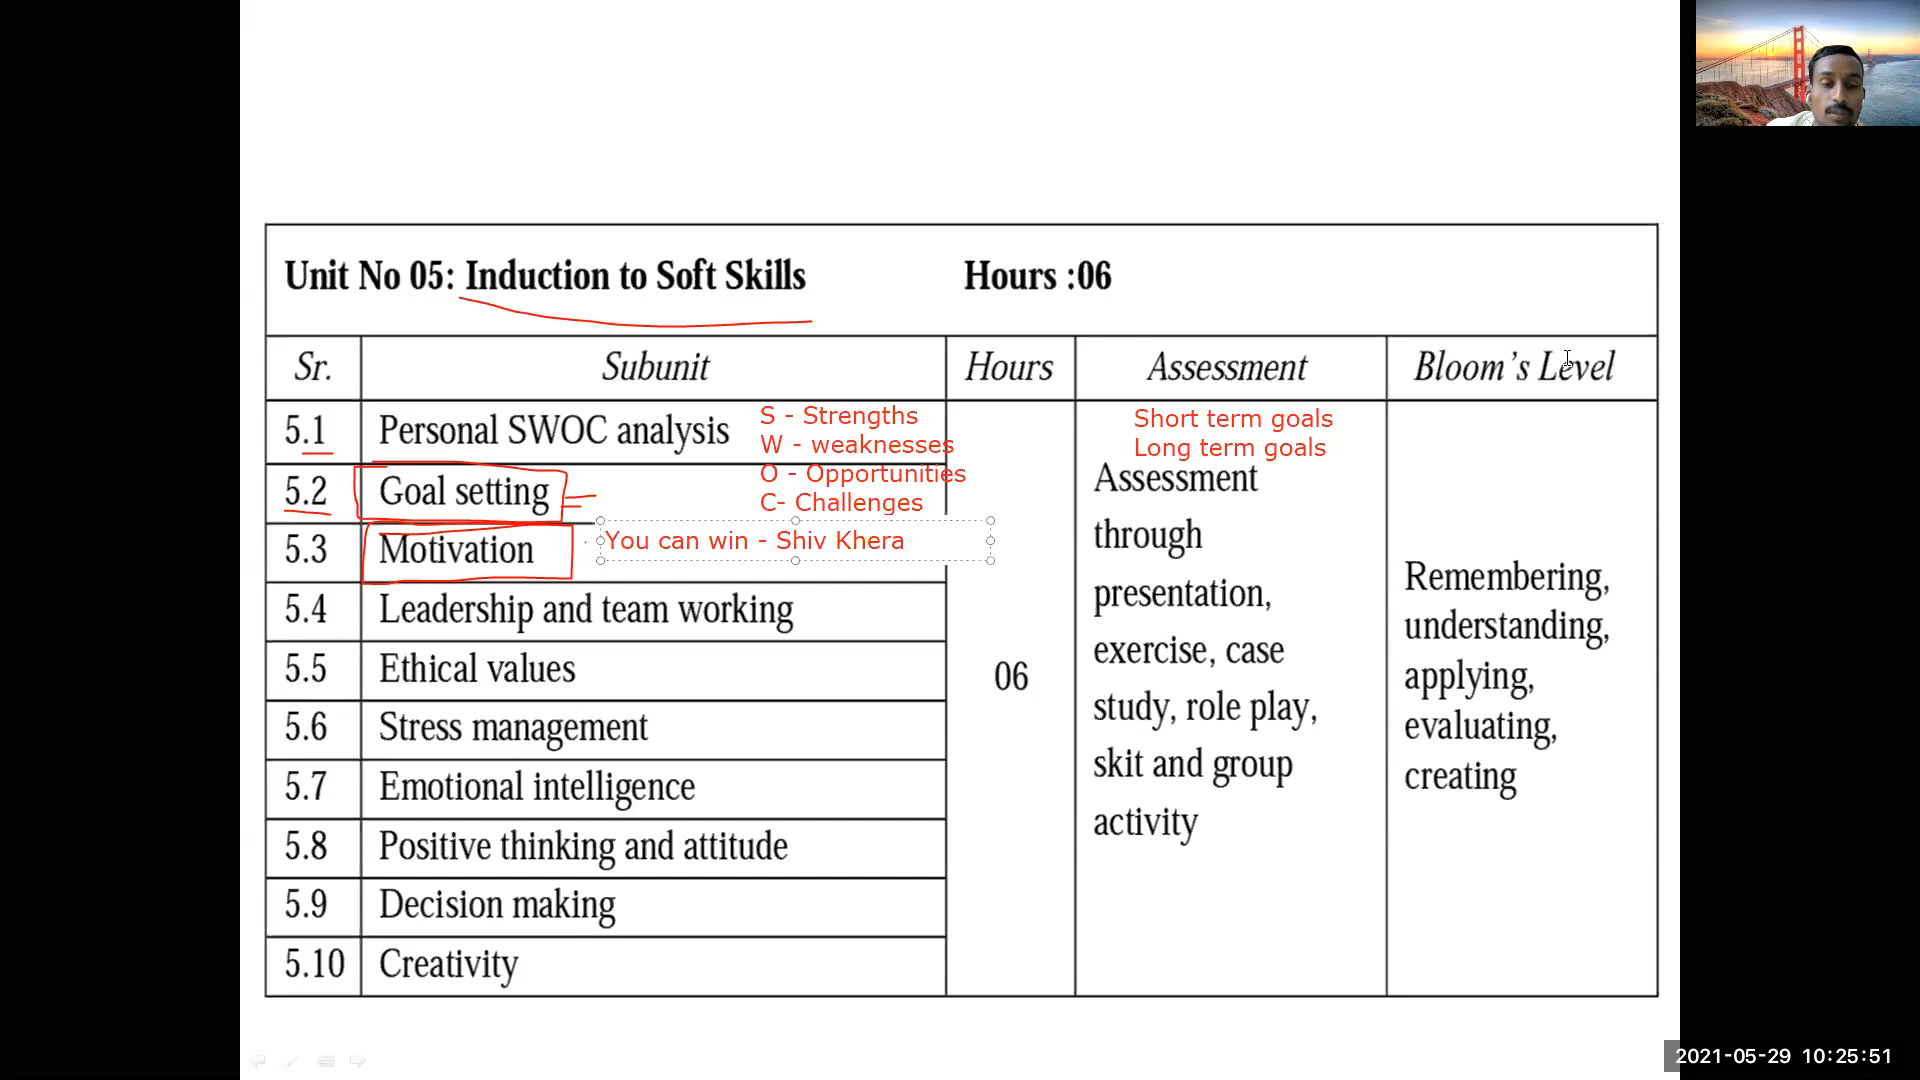 Unit No 05: Induction to Soft Skills Hours :06
Sr. Subunit Hours Assessment Bloom's Level
5.1 Personal SWOC analysis
S - Strengths
W - weaknesses
O - Opportunities
C- Challenges
5.2 Goal setting
5.3 Motivation
You can win - Shiv Khera
5.4 Leadership and team working
5.5 Ethical values
5.6 Stress management
5.7 Emotional intelligence
5.8 Positive thinking and attitude
5.9 Decision making
5.10 Creativity
06
Short term goals
Long term goals
Assessment
through
presentation,
exercise, case
study, role play,
skit and group
activity
Remembering,
understanding,
applying,
evaluating,
creating
2021-05-29 10:25:51